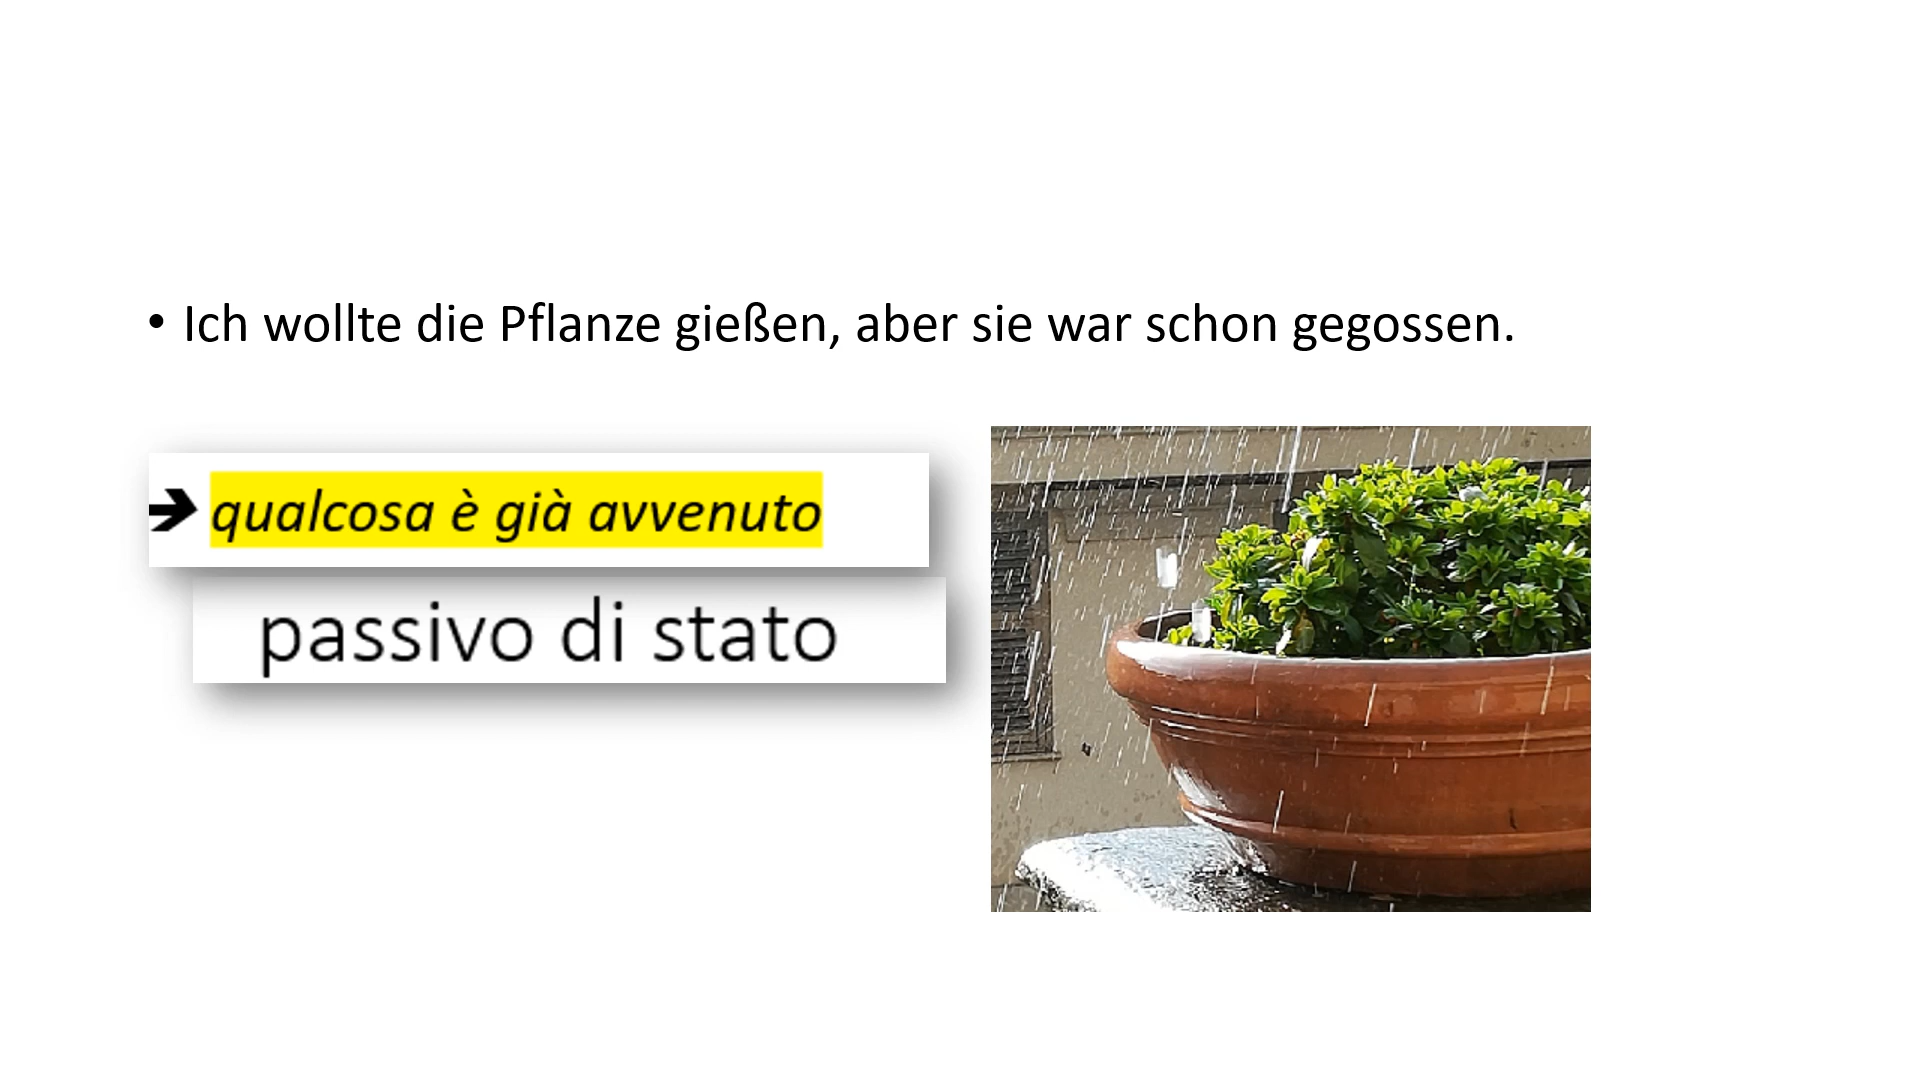 • Ich wollte die Pflanze gießen, aber sie war schon gegossen.
➔ qualcosa è già avvenuto
passivo di stato